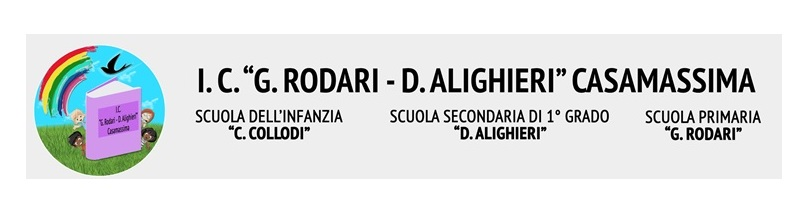 I.C.
"G. Rodari - D. Alighieri"
Casamassima
I. C. “G. RODARI - D. ALIGHIERI” CASAMASSIMA
SCUOLA DELL'INFANZIA
“C. COLLODI”
SCUOLA SECONDARIA DI 1° GRADO
“D. ALIGHIERI”
SCUOLA PRIMARIA
“G. RODARI”